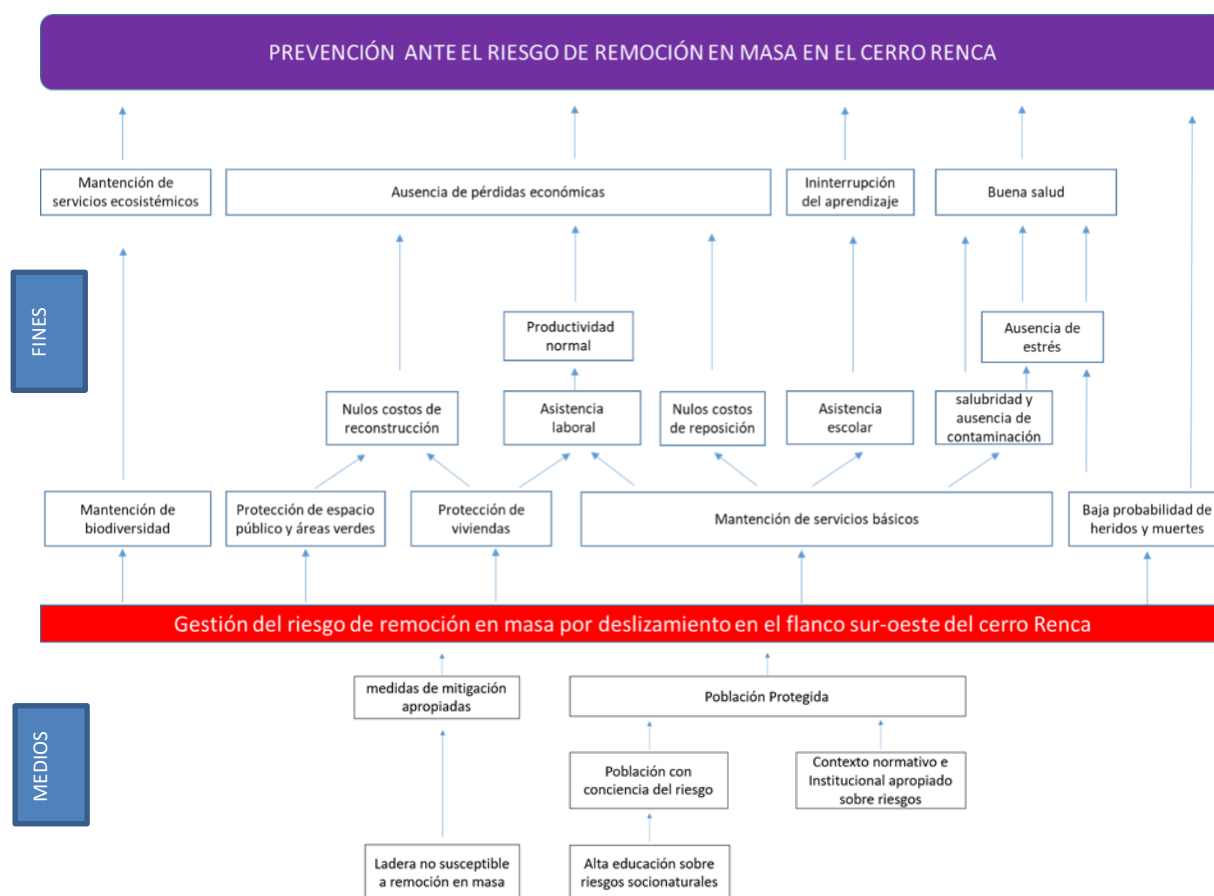 PREVENCIÓN ANTE EL RIESGO DE REMOCIÓN EN MASA EN EL CERRO RENCA
Mantención de
servicios ecosistémicos
Ausencia de pérdidas económicas
Ininterrupción
del aprendizaje
Buena salud
FINES
Productividad
normal
Ausencia de
estrés
Nulos costos de
reconstrucción
Asistencia
laboral
Nulos costos
de reposición
Asistencia
escolar
salubridad y
ausencia de
contaminación
Mantención de
biodiversidad
Protección de espacio
público y áreas verdes
Protección de
viviendas
Mantención de servicios básicos
Baja probabilidad de
heridos y muertes
Gestión del riesgo de remoción en masa por deslizamiento en el flanco sur-oeste del cerro Renca
medidas de mitigación
apropiadas
Población Protegida
MEDIOS
Población con
conciencia del riesgo
Contexto normativo e
Institucional apropiado
sobre riesgos
Ladera no susceptible
a remoción en masa
Alta educación sobre
riesgos socionaturales